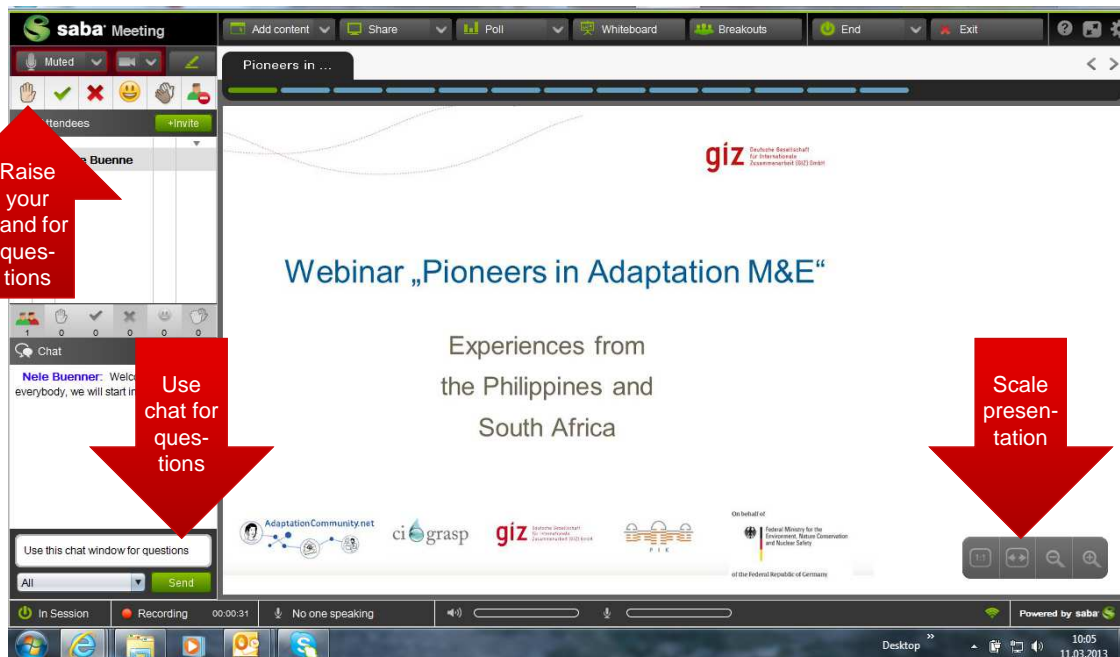 saba Meeting
Add content
Share
Poll
Whiteboard
Breakouts
End
Exit
Muted
Pioneers in ...
+Invite
Buenne
Raise
your
and for
ques-
tions
giz Deutsche Gesellschaft
für Internationale
Zusammenarbeit (GIZ) GmbH
Webinar „Pioneers in Adaptation M&E“
Experiences from
the Philippines and
South Africa
1 0 0 0 0 0
Chat
Nele Buenner: Welc
everybody, we will start in
Use
chat for
ques-
tions
Scale
presen-
tation
AdaptationCommunity.net
ci grasp
giz
PIK
On behalf of
Federal Ministry for the
Environment, Nature Conservation
and Nuclear Safety
of the Federal Republic of Germany
Use this chat window for questions
All
Send
1:1
In Session
Recording
00:00:31
No one speaking
Powered by saba
Desktop
10:05
11.03.2013